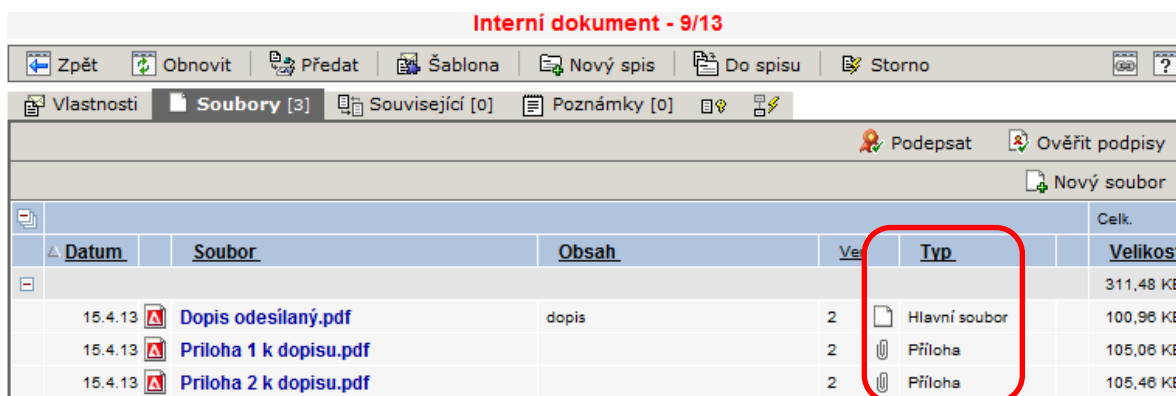 Interní dokument - 9/13
Zpět Obnovit Předat Šablona Nový spis Do spisu Storno ?
Vlastnosti Soubory [3] Související [0] Poznámky [0]
Podepsat Ověřit podpisy
Nový soubor
Celk.
Datum Soubor Obsah Ve Typ Velikost
311,48 KB
15.4.13 Dopis odesílaný.pdf dopis 2 Hlavní soubor 100,96 KB
15.4.13 Priloha 1 k dopisu.pdf 2 Příloha 105,06 KB
15.4.13 Priloha 2 k dopisu.pdf 2 Příloha 105,46 KB